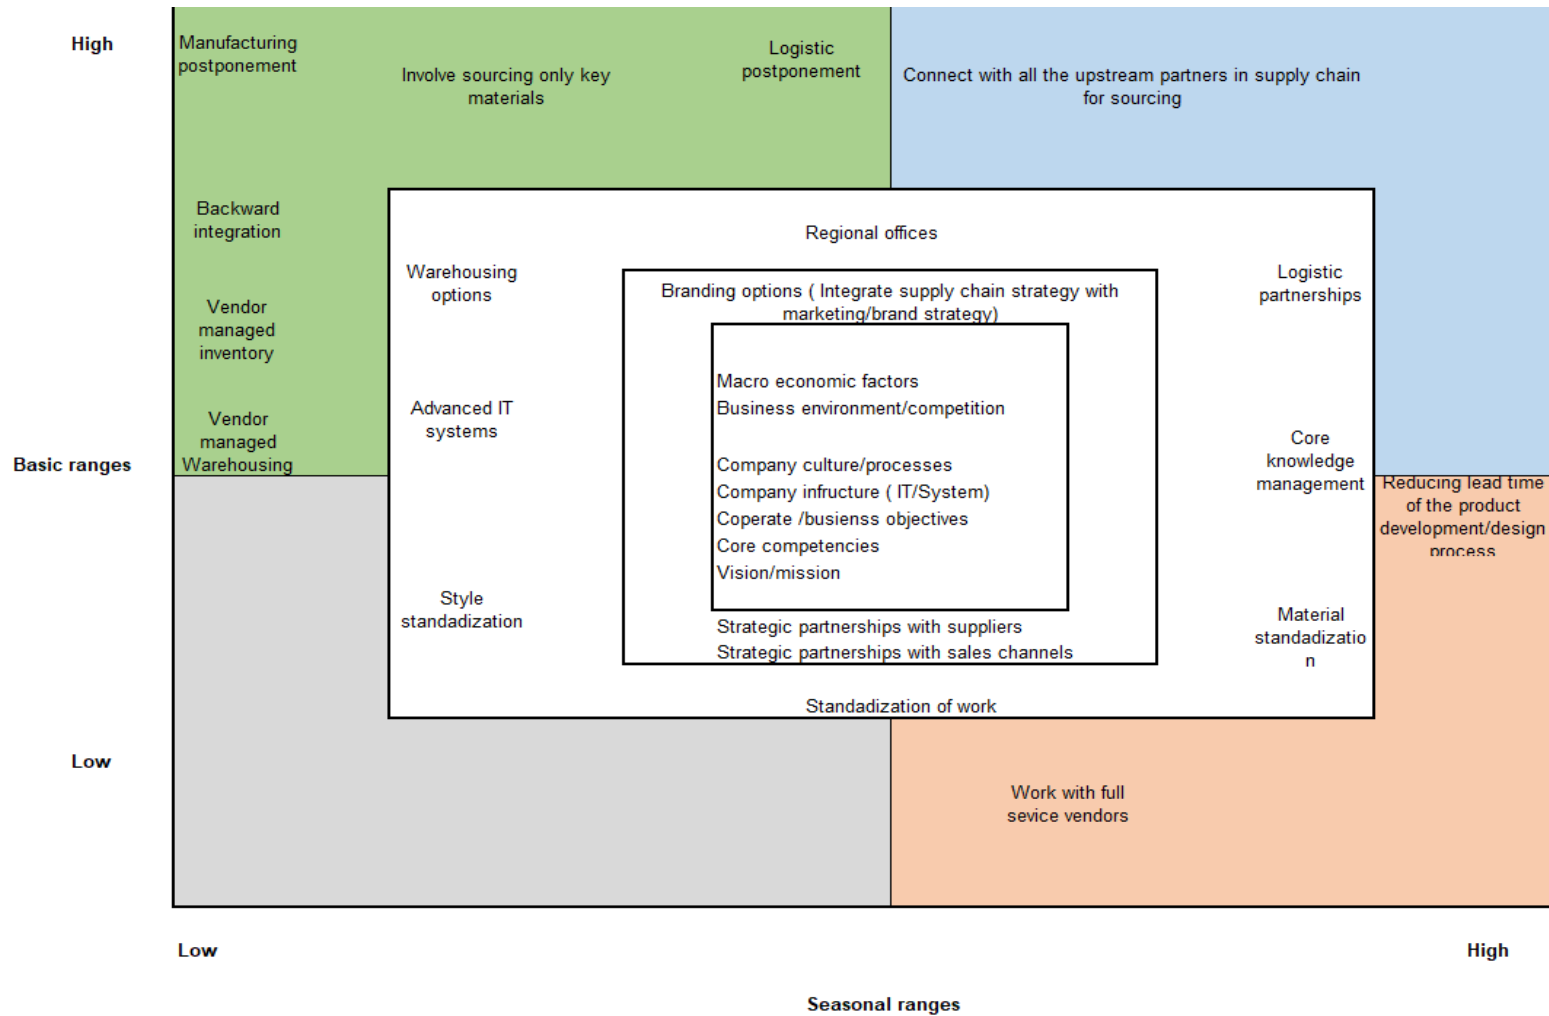 High
Manufacturing
postponement
Involve sourcing only key
materials
Logistic
postponement
Connect with all the upstream partners in supply chain
for sourcing
Backward
integration
Regional offices
Warehousing
options
Branding options ( Integrate supply chain strategy with
marketing/brand strategy)
Logistic
partnerships
Vendor
managed
inventory
Macro economic factors
Business environment/competition
Advanced IT
systems
Vendor
managed
Warehousing
Basic ranges
Core
knowledge
management
Company culture/processes
Company infructure ( IT/System)
Coperate /busienss objectives
Core competencies
Vision/mission
Reducing lead time
of the product
development/design
process
Style
standadization
Strategic partnerships with suppliers
Strategic partnerships with sales channels
Material
standadizatio
n
Standadization of work
Low
Work with full
sevice vendors
Low
High
Seasonal ranges